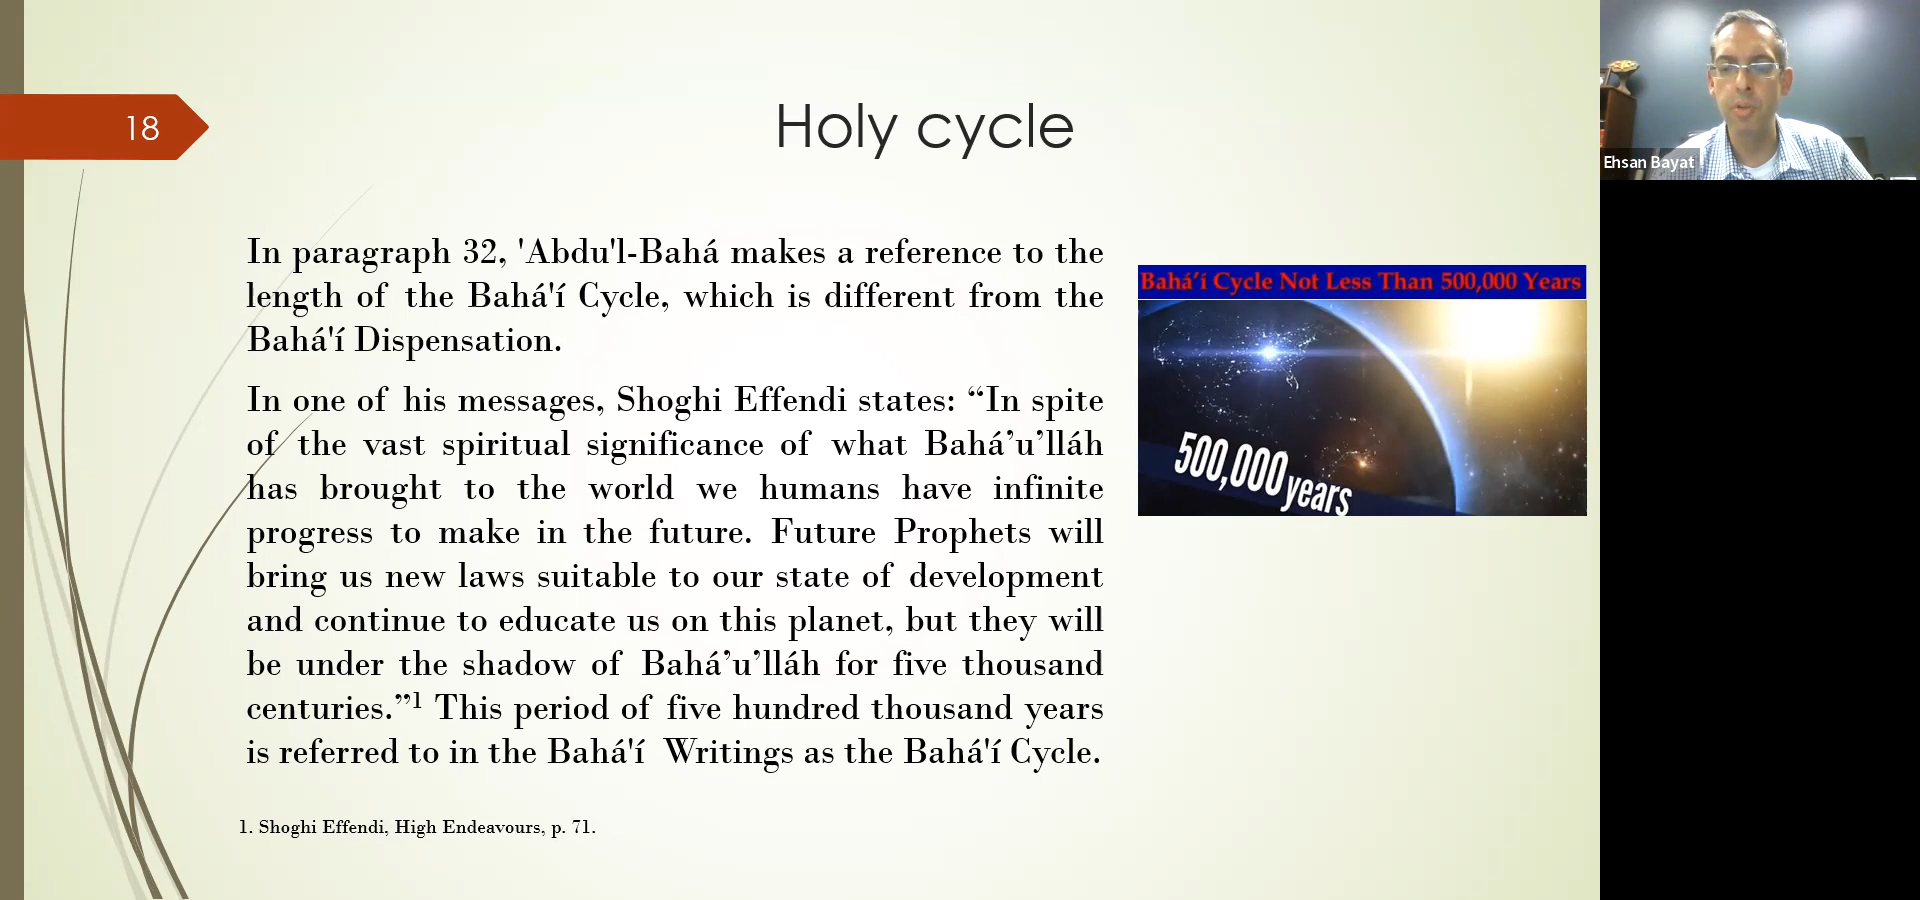 18
Holy cycle
In paragraph 32, 'Abdu'l-Bahá makes a reference to the
length of the Bahá'í Cycle, which is different from the
Bahá'í Dispensation.
In one of his messages, Shoghi Effendi states: “In spite
of the vast spiritual significance of what Bahá’u’lláh
has brought to the world we humans have infinite
progress to make in the future. Future Prophets will
bring us new laws suitable to our state of development
and continue to educate us on this planet, but they will
be under the shadow of Bahá’u’lláh for five thousand
centuries.”¹ This period of five hundred thousand years
is referred to in the Bahá'í Writings as the Bahá'í Cycle.
1. Shoghi Effendi, High Endeavours, p. 71.
Bahá’í Cycle Not Less Than 500,000 Years
500,000 years
Ehsan Bayat